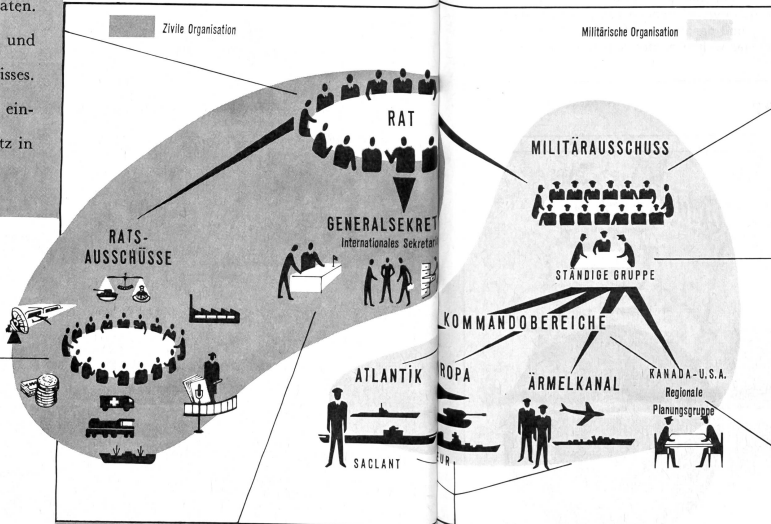 aten.
und
isses.
ein-
tz in
Zivile Organisation
Militärische Organisation
RAT
MILITÄRAUSSCHUSS
GENERALSEKRET
Internationales Sekretar
RATS-
AUSSCHÜSSE
STÄNDIGE GRUPPE
KOMMANDOBEREICHE
ATLANTIK
ROPA
ÄRMELKANAL
KANADA-U.S.A.
Regionale
Planungsgruppe
SACLANT
EUR